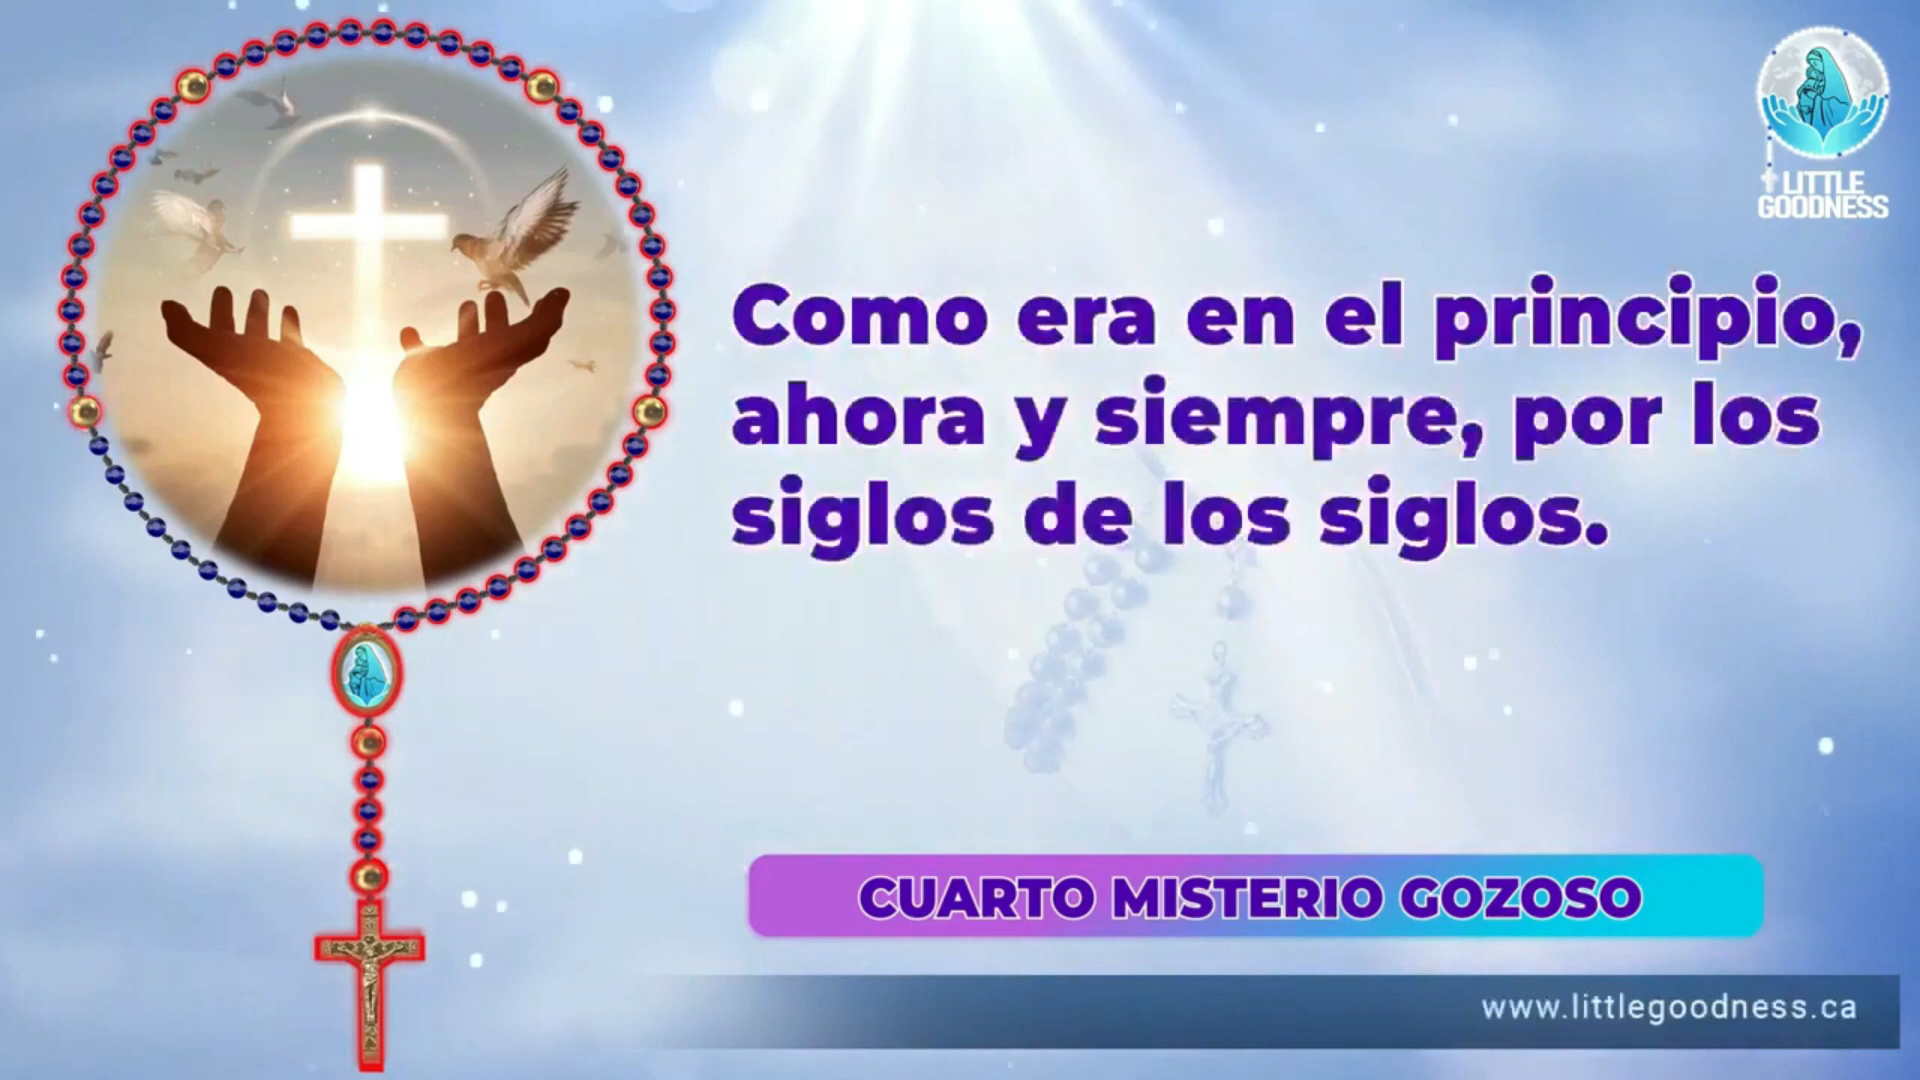 LITTLE
GOODNESS
Como era en el principio,
ahora y siempre, por los
siglos de los siglos.
CUARTO MISTERIO GOZOSO
www.littlegoodness.ca